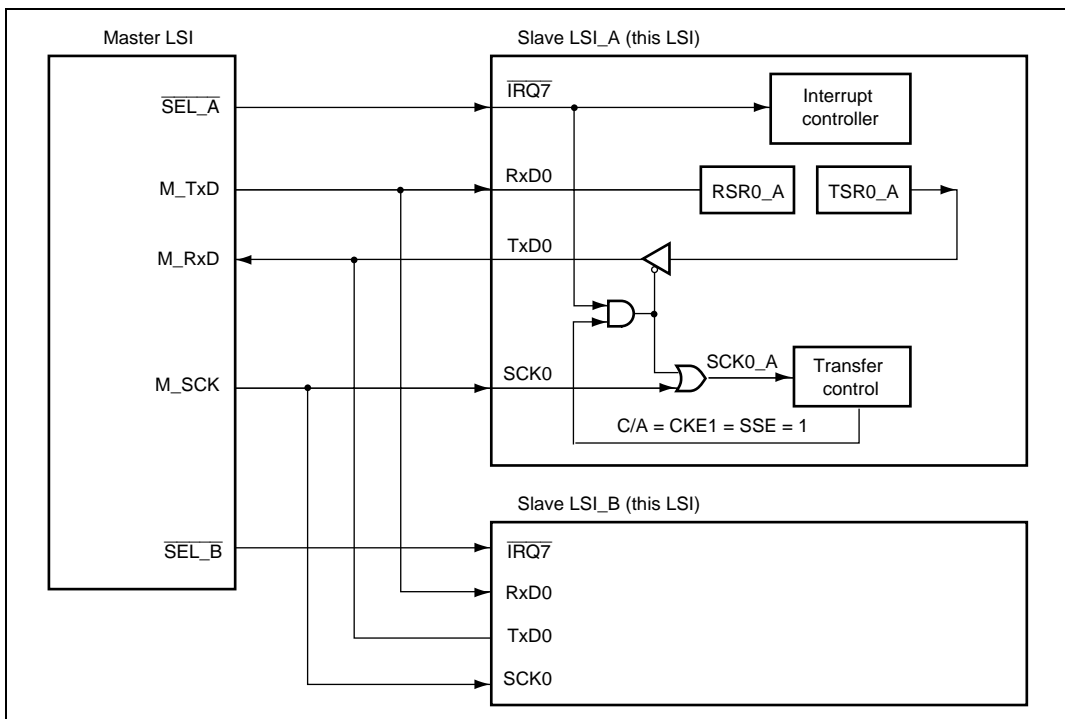 Master LSI
Slave LSI_A (this LSI)
SEL_A
IRQ7
Interrupt
controller
M_TxD
RxD0
RSR0_A
TSR0_A
M_RxD
TxD0
M_SCK
SCK0
SCK0_A
Transfer
control
C/A = CKE1 = SSE = 1
Slave LSI_B (this LSI)
SEL_B
IRQ7
RxD0
TxD0
SCK0